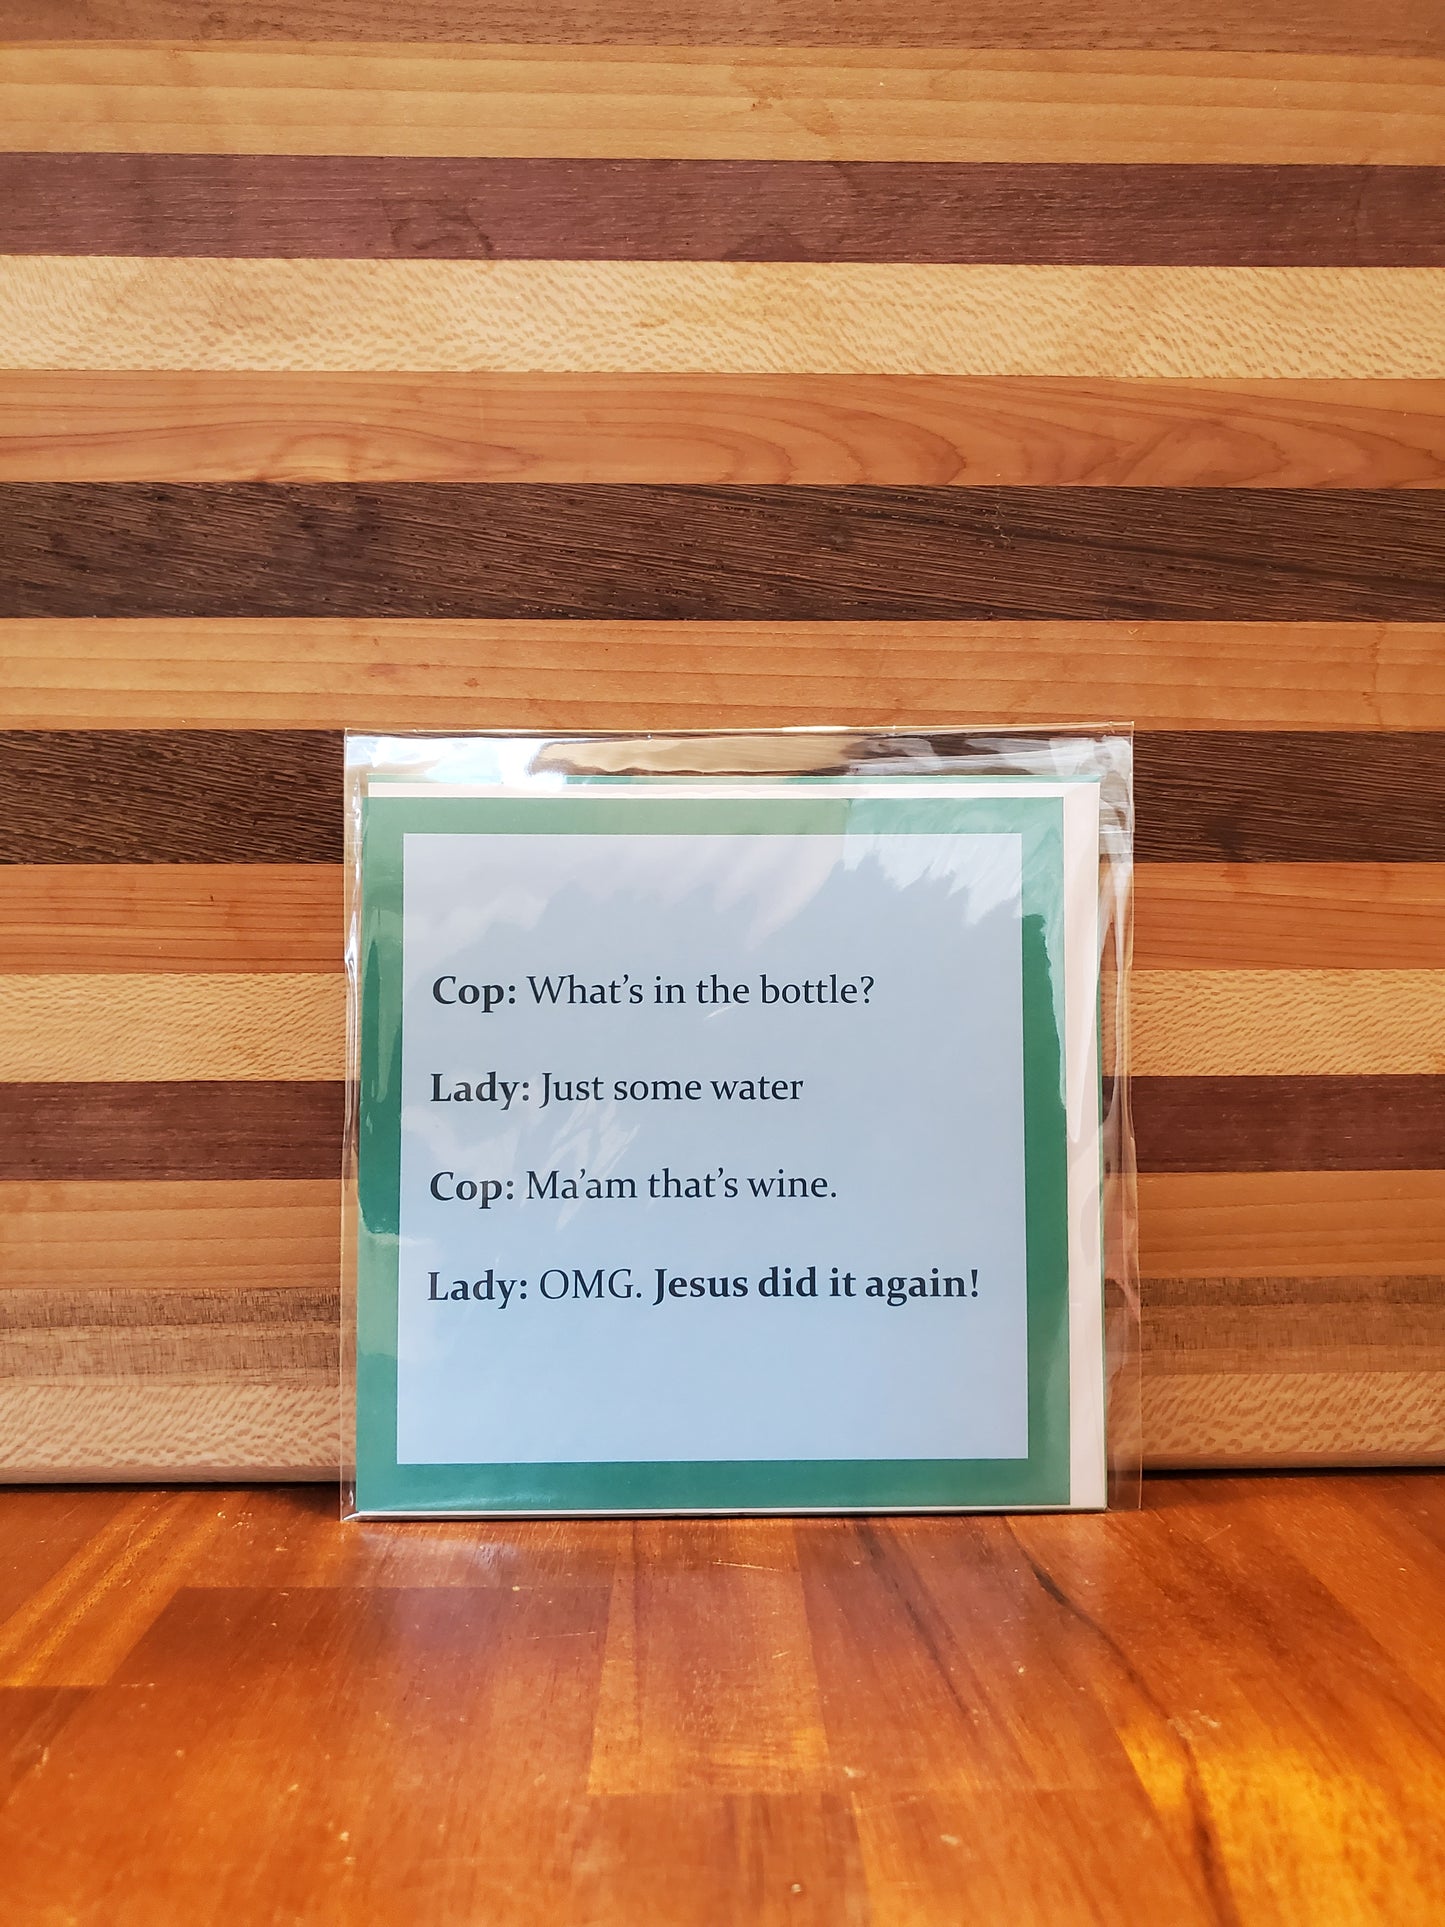 Cop: What’s in the bottle?
Lady: Just some water
Cop: Ma’am that’s wine.
Lady: OMG. Jesus did it again!